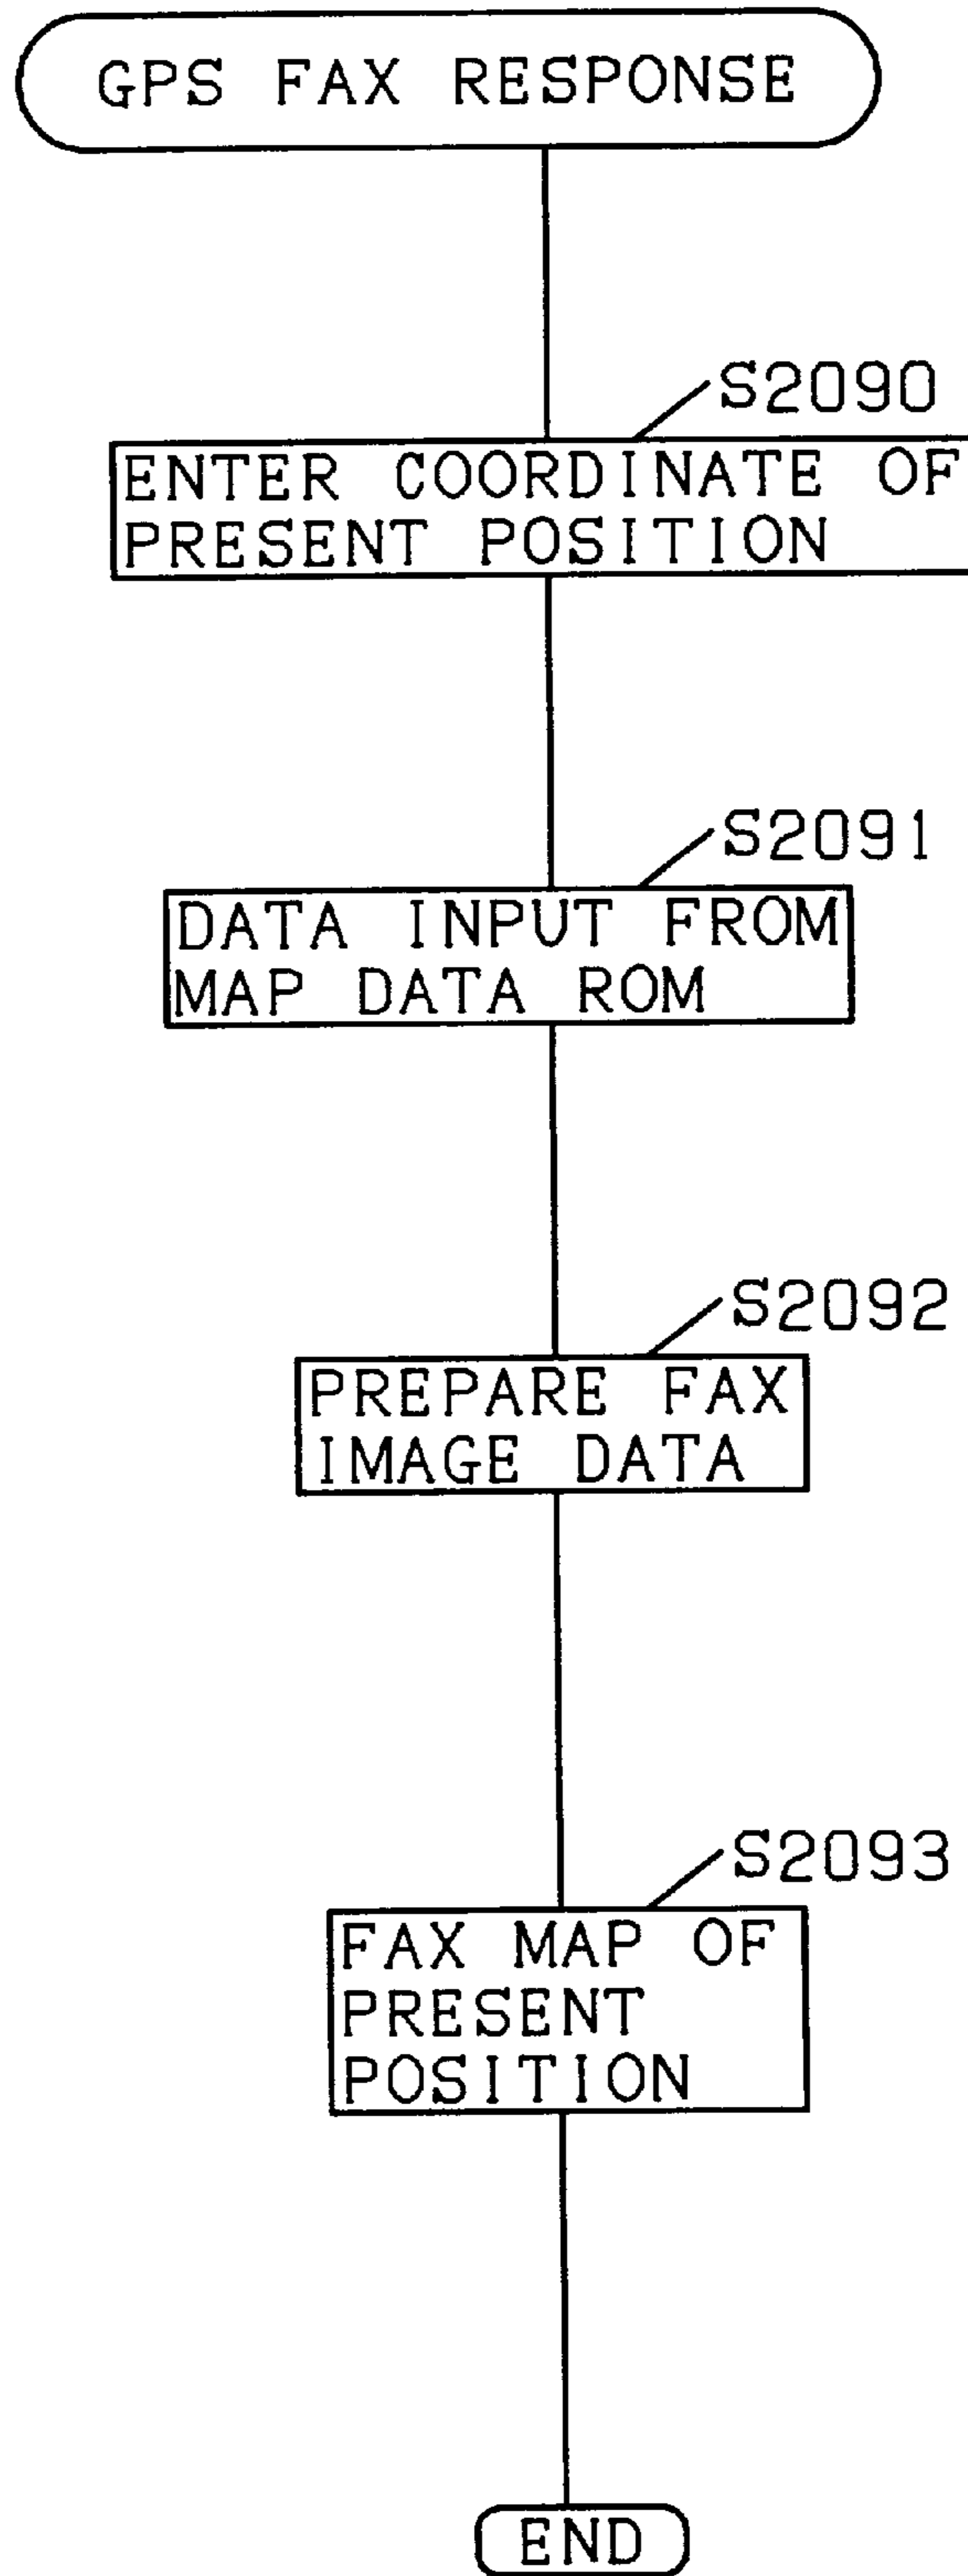 GPS FAX RESPONSE
S2090
ENTER COORDINATE OF
PRESENT POSITION
S2091
DATA INPUT FROM
MAP DATA ROM
S2092
PREPARE FAX
IMAGE DATA
S2093
FAX MAP OF
PRESENT
POSITION
END